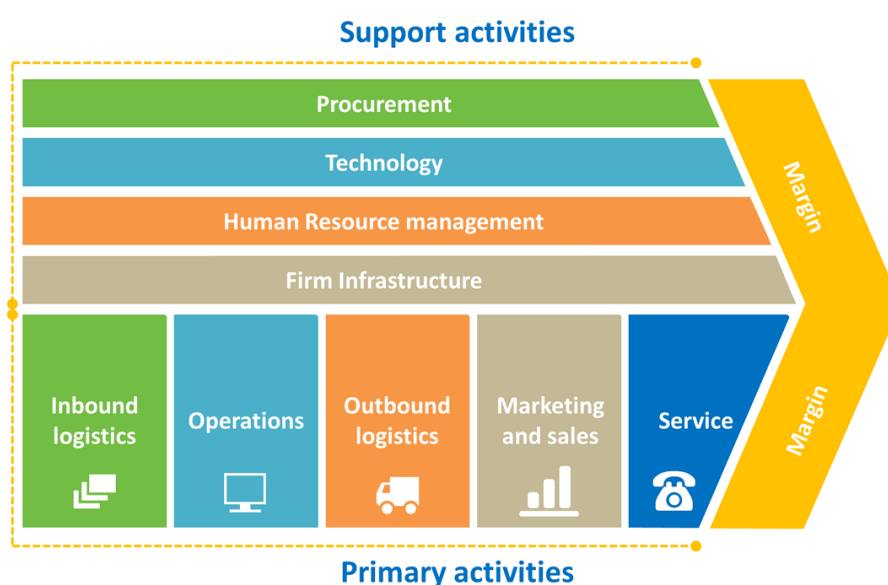 Support activities
Procurement
Technology
Human Resource management
Firm Infrastructure
Margin
Inbound
logistics
Operations
Outbound
logistics
Marketing
and sales
Service
Margin
Primary activities